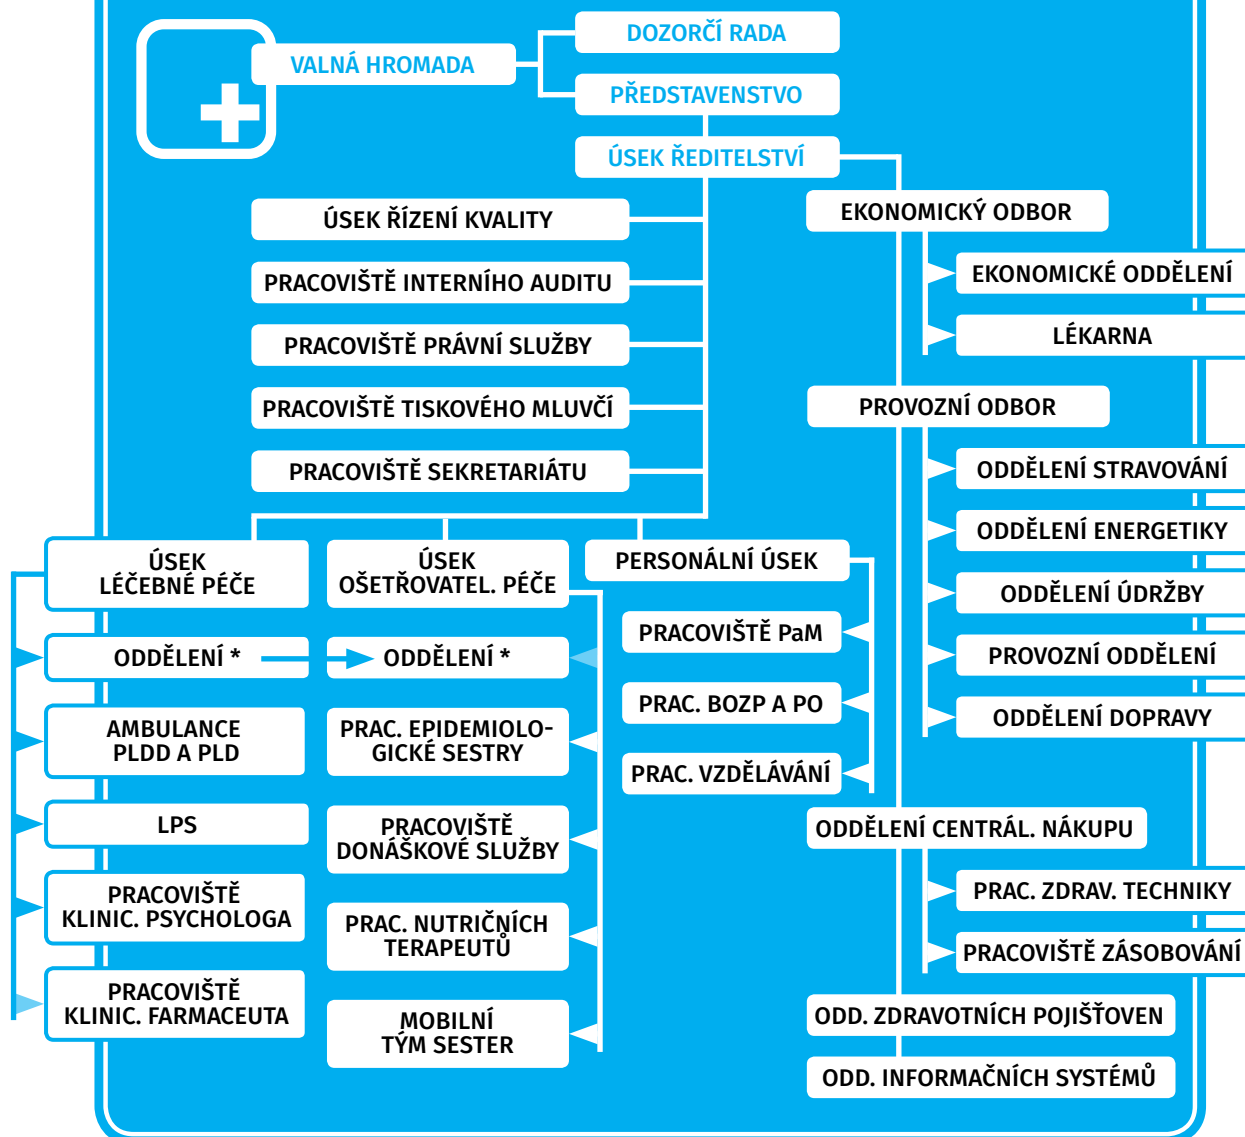 VALNÁ HROMADA
DOZORČÍ RADA
PŘEDSTAVENSTVO
ÚSEK ŘEDITELSTVÍ
ÚSEK ŘÍZENÍ KVALITY
PRACOVIŠTĚ INTERNÍHO AUDITU
PRACOVIŠTĚ PRÁVNÍ SLUŽBY
PRACOVIŠTĚ TISKOVÉHO MLUVČÍ
PRACOVIŠTĚ SEKRETARIÁTU
ÚSEK
LÉČEBNÉ PÉČE
ODDĚLENÍ *
AMBULANCE
PLDD A PLD
LPS
PRACOVIŠTĚ
KLINIC. PSYCHOLOGA
PRACOVIŠTĚ
KLINIC. FARMACEUTA
ÚSEK
OŠETŘOVATEL. PÉČE
ODDĚLENÍ *
PRAC. EPIDEMIOLO-
GICKÉ SESTRY
PRACOVIŠTĚ
DONÁŠKOVÉ SLUŽBY
PRAC. NUTRIČNÍCH
TERAPEUTŮ
MOBILNÍ
TÝM SESTER
PERSONÁLNÍ ÚSEK
PRACOVIŠTĚ PaM
PRAC. BOZP A PO
PRAC. VZDĚLÁVÁNÍ
EKONOMICKÝ ODBOR
EKONOMICKÉ ODDĚLENÍ
LÉKARNA
PROVOZNÍ ODBOR
ODDĚLENÍ STRAVOVÁNÍ
ODDĚLENÍ ENERGETIKY
ODDĚLENÍ ÚDRŽBY
PROVOZNÍ ODDĚLENÍ
ODDĚLENÍ DOPRAVY
ODDĚLENÍ CENTRÁL. NÁKUPU
PRAC. ZDRAV. TECHNIKY
PRACOVIŠTĚ ZÁSOBOVÁNÍ
ODD. ZDRAVOTNÍCH POJIŠŤOVEN
ODD. INFORMAČNÍCH SYSTÉMŮ